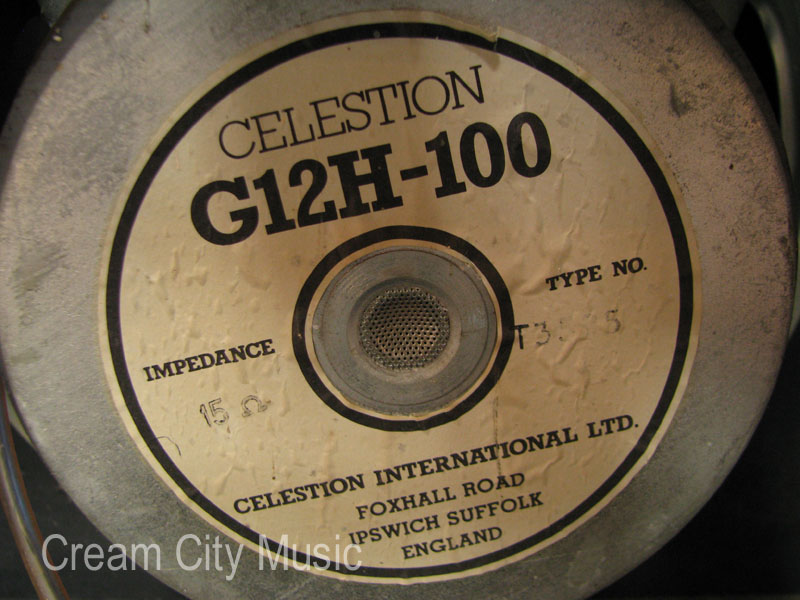 CELESTION
G12H-100
TYPE NO.
IMPEDANCE
15 Ω
CELESTION INTERNATIONAL LTD.
FOXHALL ROAD
IPSWICH SUFFOLK
ENGLAND
Cream City Music